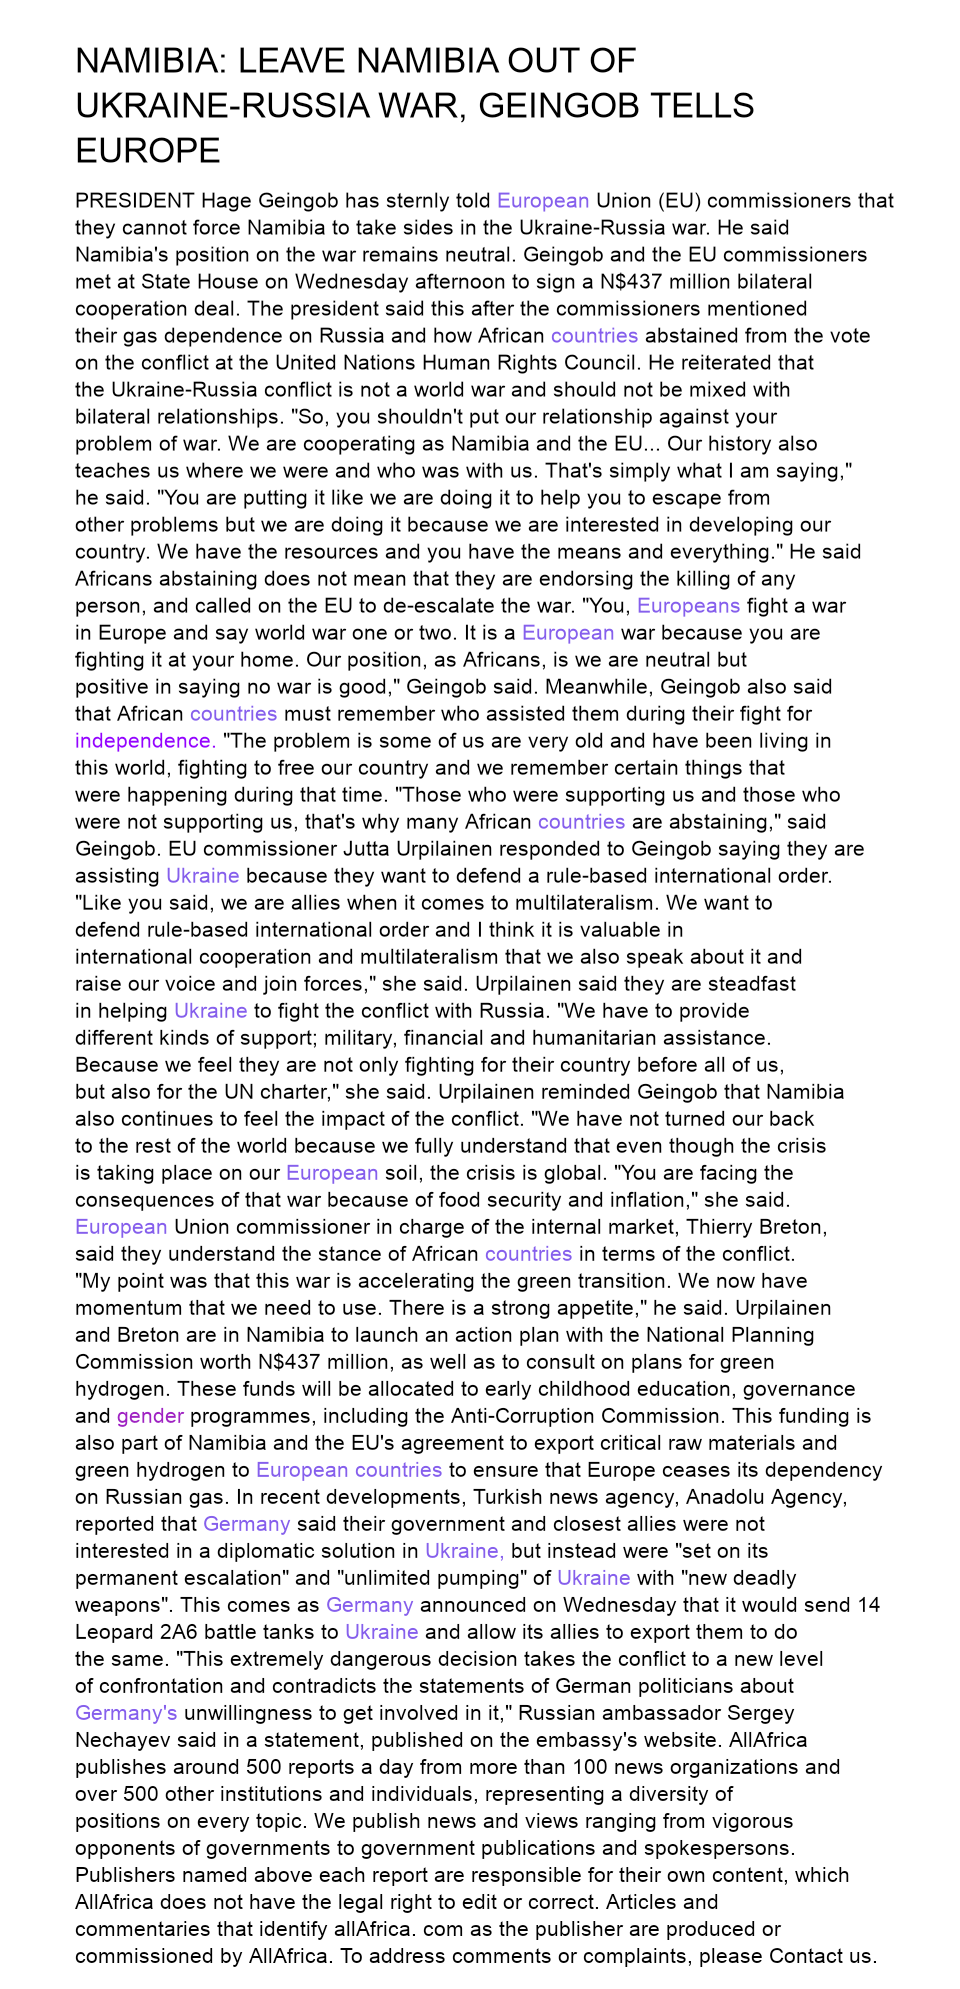 NAMIBIA: LEAVE NAMIBIA OUT OF
UKRAINE-RUSSIA WAR, GEINGOB TELLS
EUROPE
PRESIDENT Hage Geingob has sternly told European Union (EU) commissioners that
they cannot force Namibia to take sides in the Ukraine-Russia war. He said
Namibia's position on the war remains neutral. Geingob and the EU commissioners
met at State House on Wednesday afternoon to sign a N$437 million bilateral
cooperation deal. The president said this after the commissioners mentioned
their gas dependence on Russia and how African countries abstained from the vote
on the conflict at the United Nations Human Rights Council. He reiterated that
the Ukraine-Russia conflict is not a world war and should not be mixed with
bilateral relationships. "So, you shouldn't put our relationship against your
problem of war. We are cooperating as Namibia and the EU... Our history also
teaches us where we were and who was with us. That's simply what I am saying,"
he said. "You are putting it like we are doing it to help you to escape from
other problems but we are doing it because we are interested in developing our
country. We have the resources and you have the means and everything." He said
Africans abstaining does not mean that they are endorsing the killing of any
person, and called on the EU to de-escalate the war. "You, Europeans fight a war
in Europe and say world war one or two. It is a European war because you are
fighting it at your home. Our position, as Africans, is we are neutral but
positive in saying no war is good," Geingob said. Meanwhile, Geingob also said
that African countries must remember who assisted them during their fight for
independence. "The problem is some of us are very old and have been living in
this world, fighting to free our country and we remember certain things that
were happening during that time. "Those who were supporting us and those who
were not supporting us, that's why many African countries are abstaining," said
Geingob. EU commissioner Jutta Urpilainen responded to Geingob saying they are
assisting Ukraine because they want to defend a rule-based international order.
"Like you said, we are allies when it comes to multilateralism. We want to
defend rule-based international order and I think it is valuable in
international cooperation and multilateralism that we also speak about it and
raise our voice and join forces," she said. Urpilainen said they are steadfast
in helping Ukraine to fight the conflict with Russia. "We have to provide
different kinds of support; military, financial and humanitarian assistance.
Because we feel they are not only fighting for their country before all of us,
but also for the UN charter," she said. Urpilainen reminded Geingob that Namibia
also continues to feel the impact of the conflict. "We have not turned our back
to the rest of the world because we fully understand that even though the crisis
is taking place on our European soil, the crisis is global. "You are facing the
consequences of that war because of food security and inflation," she said.
European Union commissioner in charge of the internal market, Thierry Breton,
said they understand the stance of African countries in terms of the conflict.
"My point was that this war is accelerating the green transition. We now have
momentum that we need to use. There is a strong appetite," he said. Urpilainen
and Breton are in Namibia to launch an action plan with the National Planning
Commission worth N$437 million, as well as to consult on plans for green
hydrogen. These funds will be allocated to early childhood education, governance
and gender programmes, including the Anti-Corruption Commission. This funding is
also part of Namibia and the EU's agreement to export critical raw materials and
green hydrogen to European countries to ensure that Europe ceases its dependency
on Russian gas. In recent developments, Turkish news agency, Anadolu Agency,
reported that Germany said their government and closest allies were not
interested in a diplomatic solution in Ukraine, but instead were "set on its
permanent escalation" and "unlimited pumping" of Ukraine with "new deadly
weapons". This comes as Germany announced on Wednesday that it would send 14
Leopard 2A6 battle tanks to Ukraine and allow its allies to export them to do
the same. "This extremely dangerous decision takes the conflict to a new level
of confrontation and contradicts the statements of German politicians about
Germany's unwillingness to get involved in it," Russian ambassador Sergey
Nechayev said in a statement, published on the embassy's website. AllAfrica
publishes around 500 reports a day from more than 100 news organizations and
over 500 other institutions and individuals, representing a diversity of
positions on every topic. We publish news and views ranging from vigorous
opponents of governments to government publications and spokespersons.
Publishers named above each report are responsible for their own content, which
AllAfrica does not have the legal right to edit or correct. Articles and
commentaries that identify allAfrica. com as the publisher are produced or
commissioned by AllAfrica. To address comments or complaints, please Contact us.